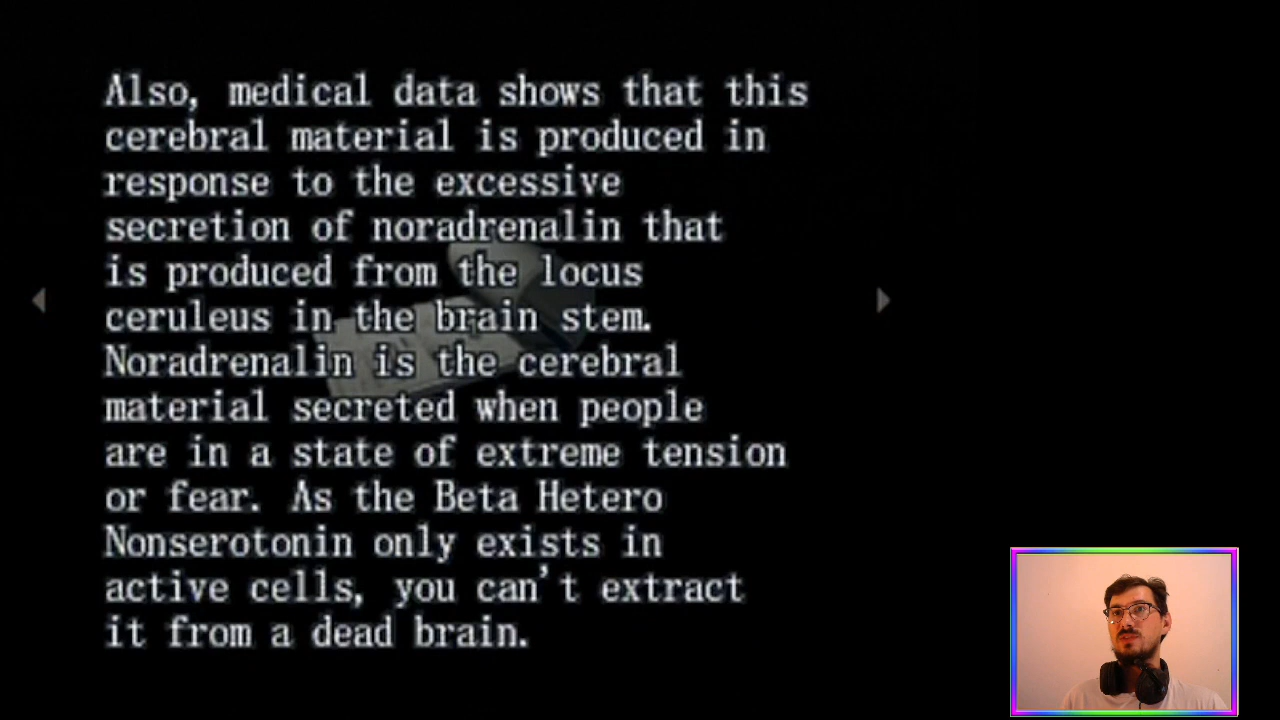 Also, medical data shows that this
cerebral material is produced in
response to the excessive
secretion of noradrenalin that
is produced from the locus
ceruleus in the brain stem.
Noradrenalin is the cerebral
material secreted when people
are in a state of extreme tension
or fear. As the Beta Hetero
Nonserotonin only exists in
active cells, you can't extract
it from a dead brain.